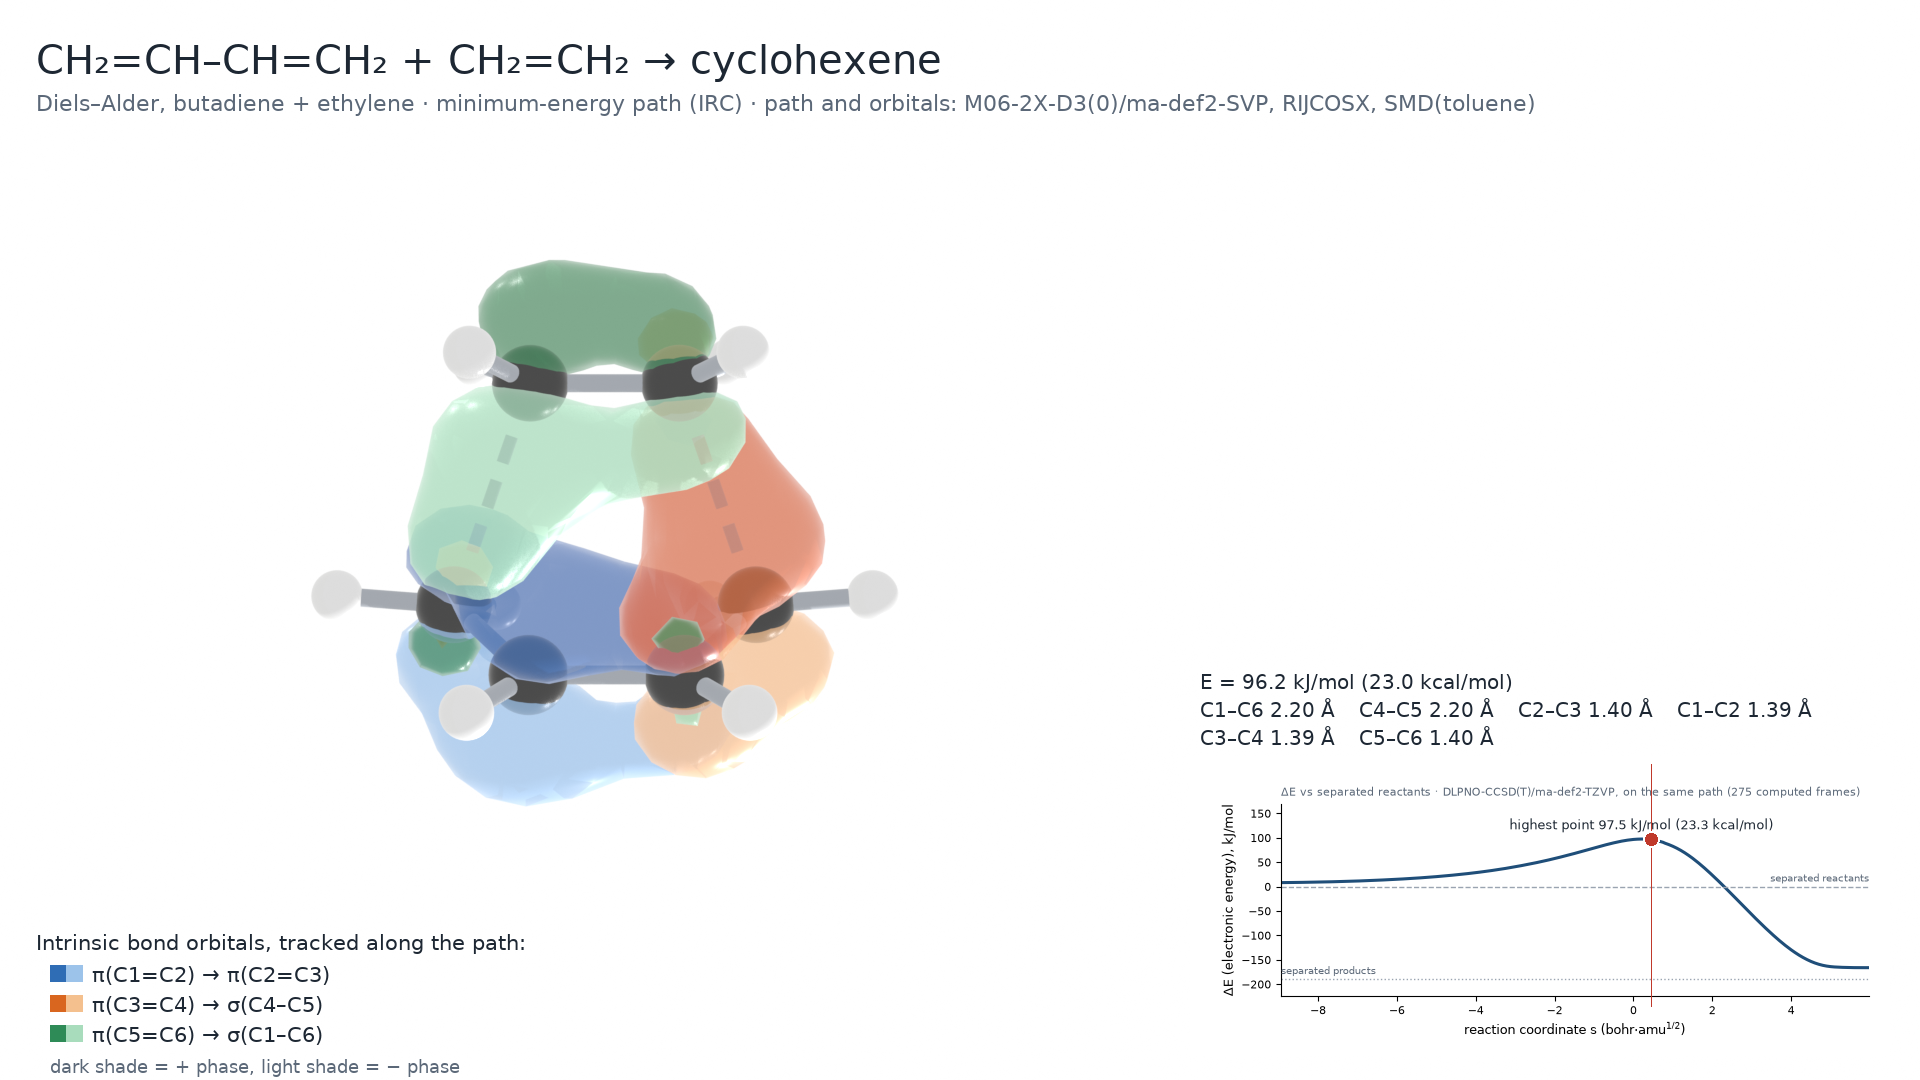 CH₂=CH–CH=CH₂ + CH₂=CH₂ → cyclohexene
Diels–Alder, butadiene + ethylene · minimum-energy path (IRC) · path and orbitals: M06-2X-D3(0)/ma-def2-SVP, RIJCOSX, SMD(toluene)
E = 96.2 kJ/mol (23.0 kcal/mol)
C1–C6 2.20 Å C4–C5 2.20 Å C2–C3 1.40 Å C1–C2 1.39 Å
C3–C4 1.39 Å C5–C6 1.40 Å
ΔE vs separated reactants · DLPNO-CCSD(T)/ma-def2-TZVP, on the same path (275 computed frames)
highest point 97.5 kJ/mol (23.3 kcal/mol)
separated reactants
separated products
ΔE (electronic energy), kJ/mol
150
100
50
0
−50
−100
−150
−200
−8 −6 −4 −2 0 2 4
reaction coordinate s (bohr·amu¹ᐟ²)
Intrinsic bond orbitals, tracked along the path:
π(C1=C2) → π(C2=C3)
π(C3=C4) → σ(C4–C5)
π(C5=C6) → σ(C1–C6)
dark shade = + phase, light shade = − phase